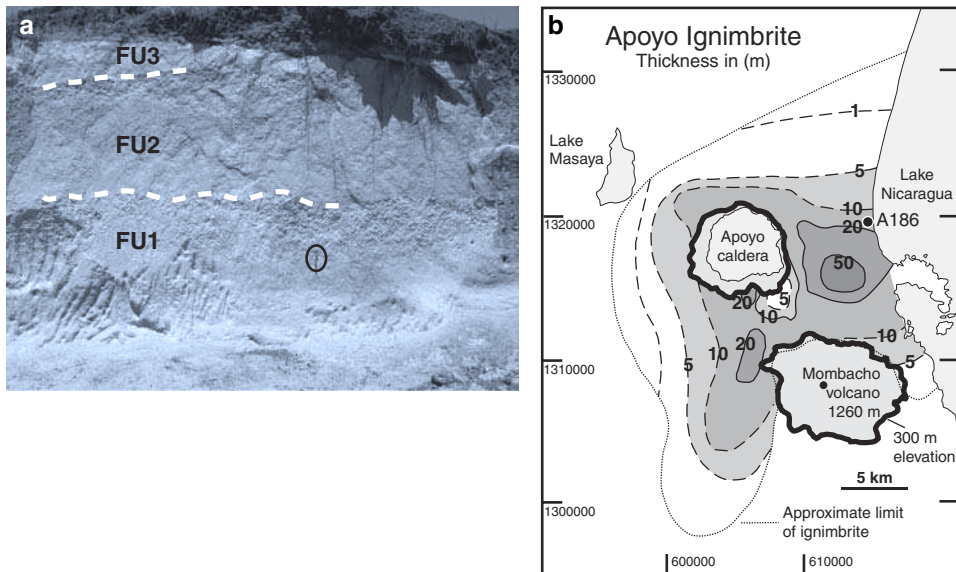 a
FU3
FU2
FU1
b
Apoyo Ignimbrite
Thickness in (m)
1330000
1
Lake
Masaya
5
Lake
Nicaragua
1320000
10
A186
20
Apoyo
caldera
50
20
5
10
20
10
10
5
5
1310000
Mombacho
volcano
1260 m
300 m
elevation
5 km
1300000
Approximate limit
of ignimbrite
600000
610000